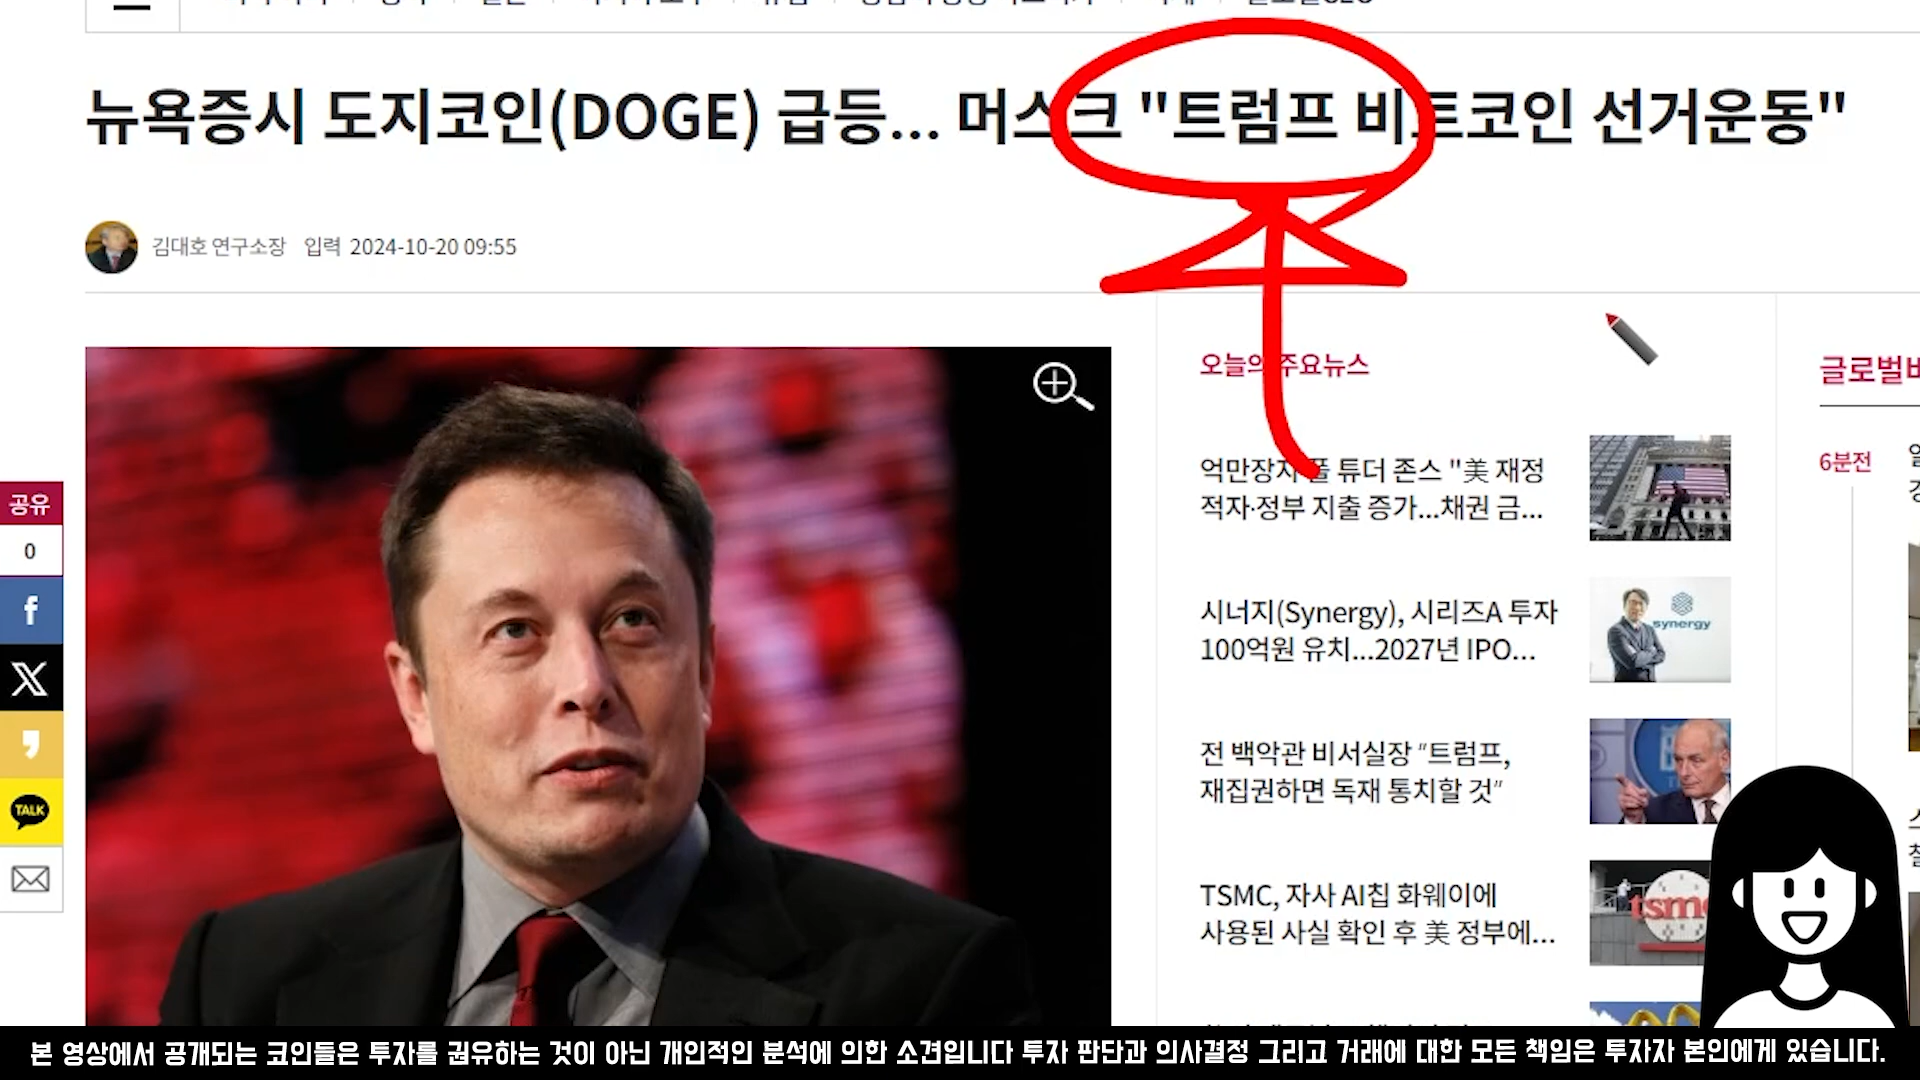 뉴욕증시 도지코인(DOGE) 급등... 머스크 "트럼프 비트코인 선거운동"
김대호 연구소장 입력 2024-10-20 09:55
오늘의 주요뉴스
글로벌비
억만장자 폴 튜더 존스 "美 재정
적자·정부 지출 증가...채권 금...
6분전
공유
0
f
X
TALK
시너지(Synergy), 시리즈A 투자
100억원 유치...2027년 IPO...
synergy
전 백악관 비서실장 “트럼프,
재집권하면 독재 통치할 것”
TSMC, 자사 AI칩 화웨이에
사용된 사실 확인 후 美 정부에...
tsmc
본 영상에서 공개되는 코인들은 투자를 권유하는 것이 아닌 개인적인 분석에 의한 소견입니다 투자 판단과 의사결정 그리고 거래에 대한 모든 책임은 투자자 본인에게 있습니다.